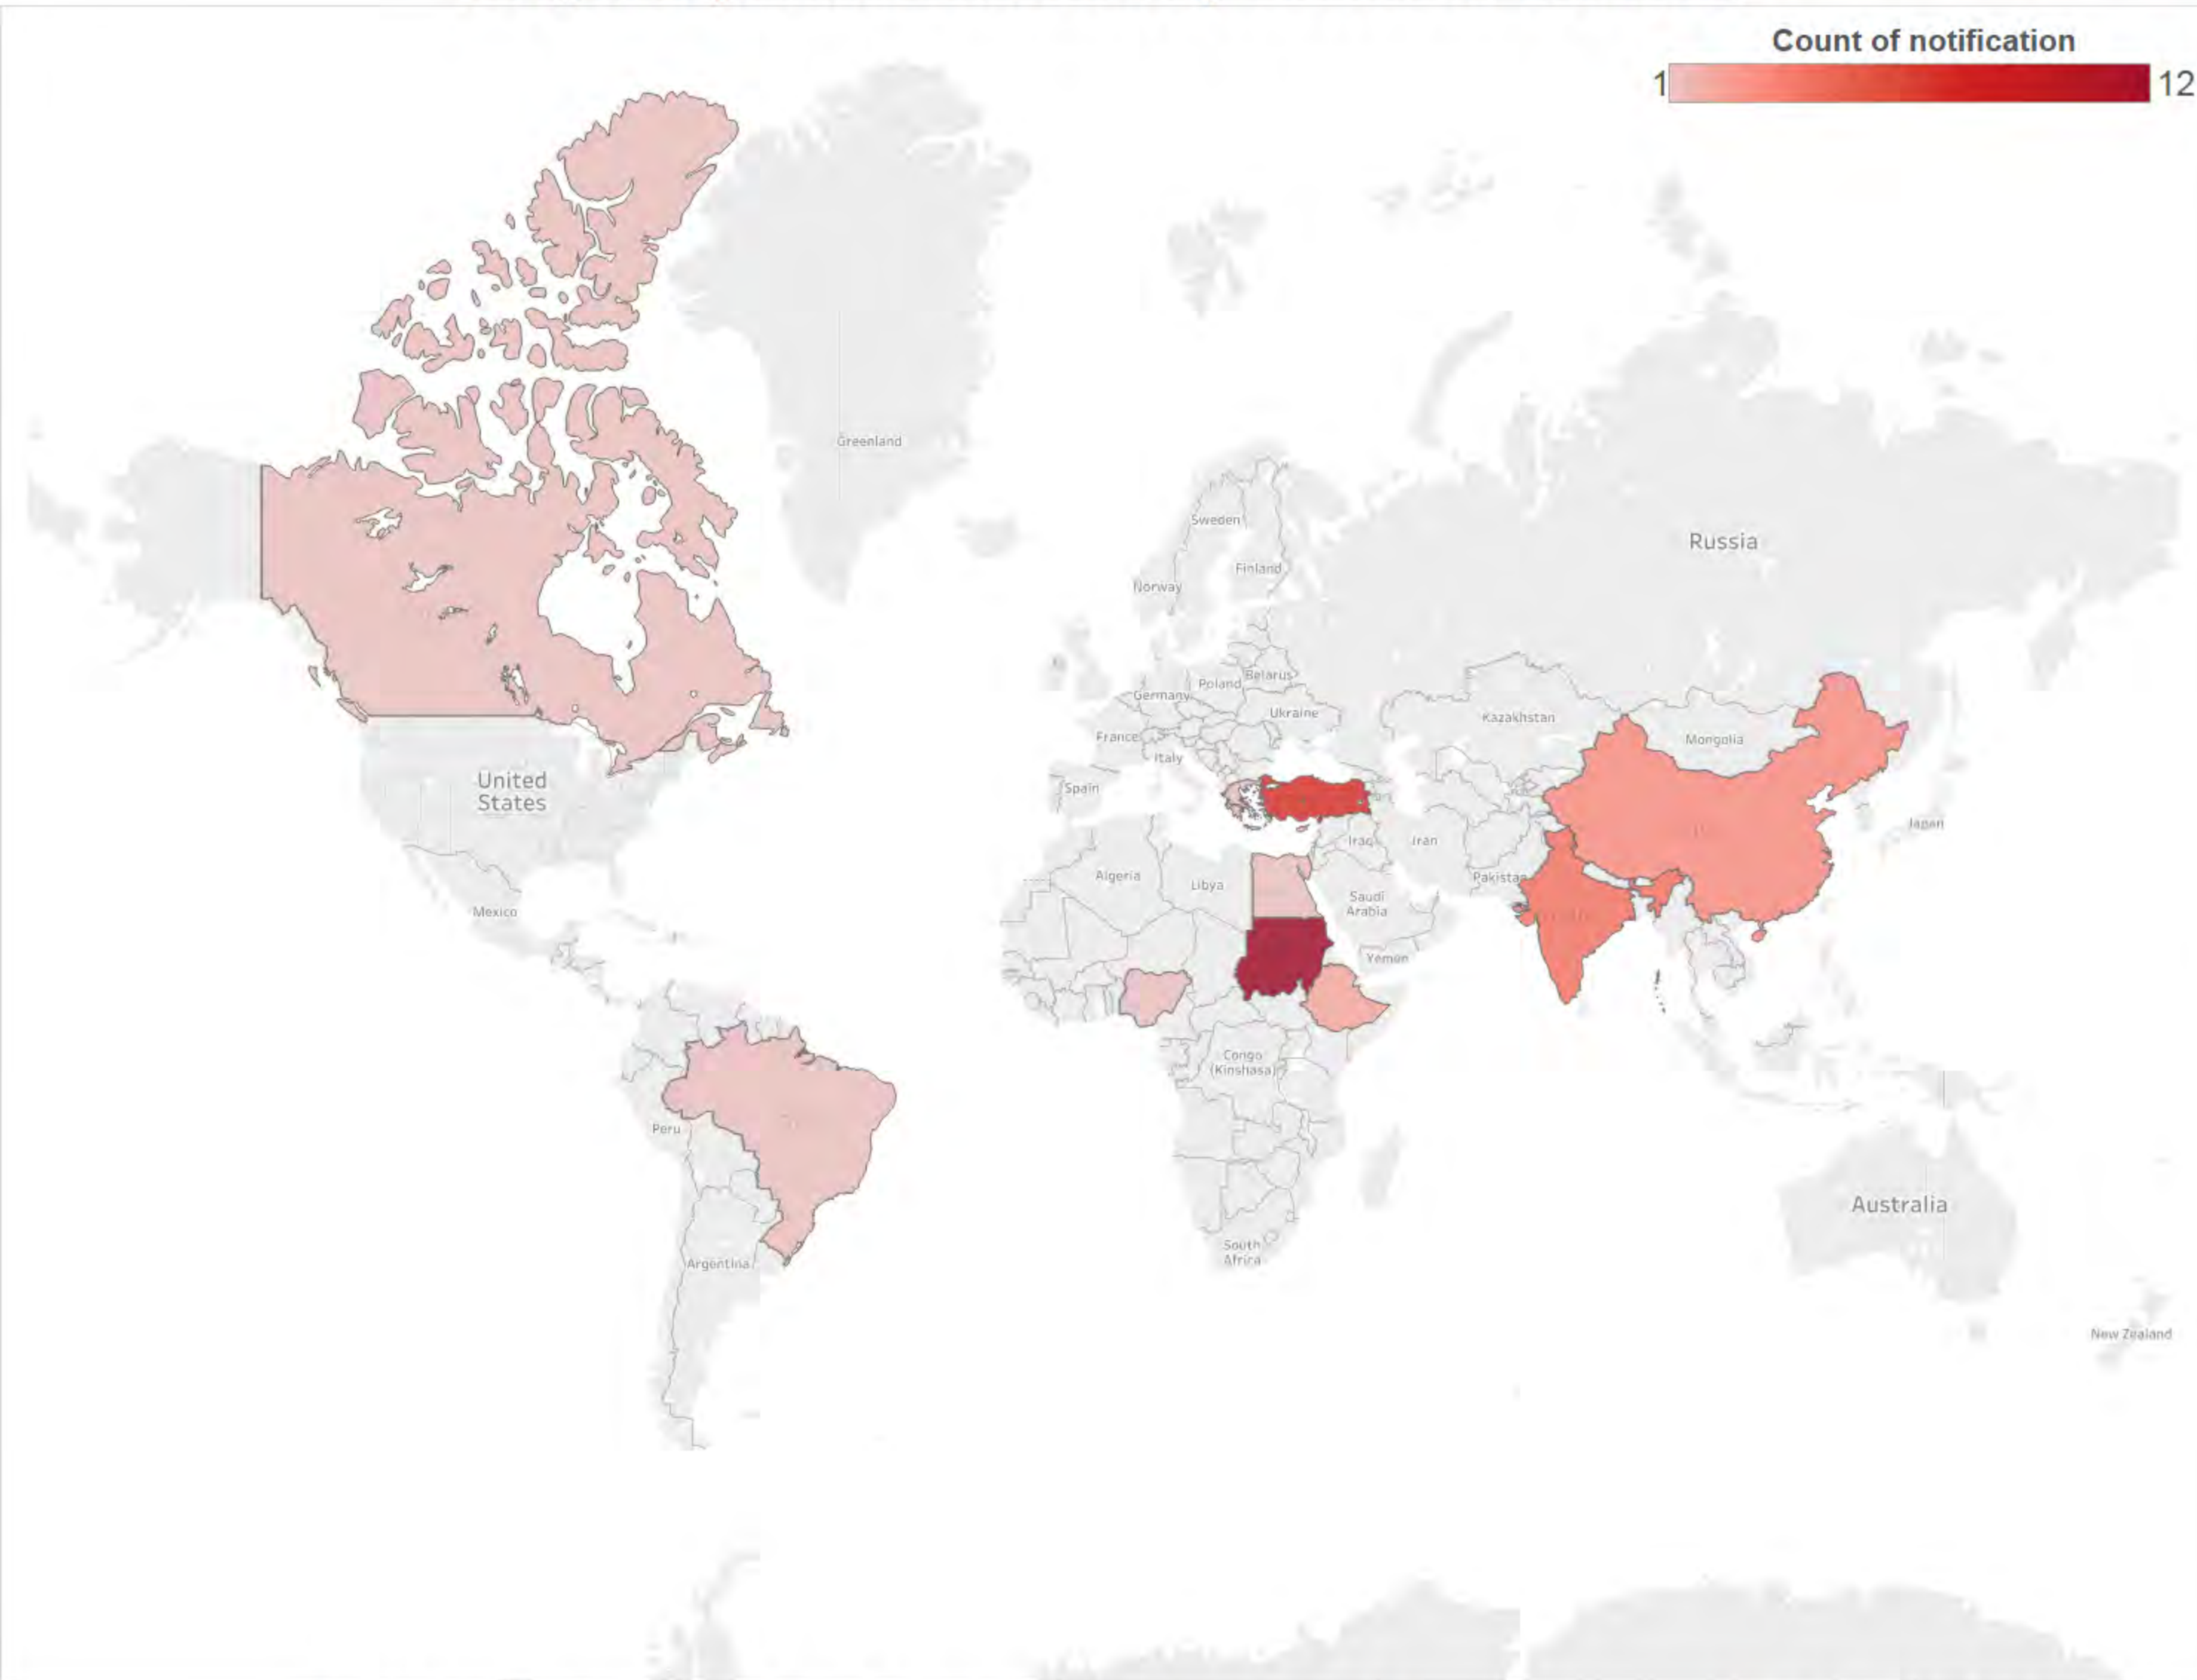 Count of notification
1
12
Greenland
Sweden
Russia
Finland
Norway
Belarus
Poland
Germany
Ukraine
Kazakhstan
France
Mongolia
Italy
United
States
Spain
Japan
Iraq
Iran
Algeria
Pakistan
Libya
Saudi
Arabia
Mexico
Yemen
Congo
(Kinshasa)
Peru
Australia
South
Africa
Argentina
New Zealand